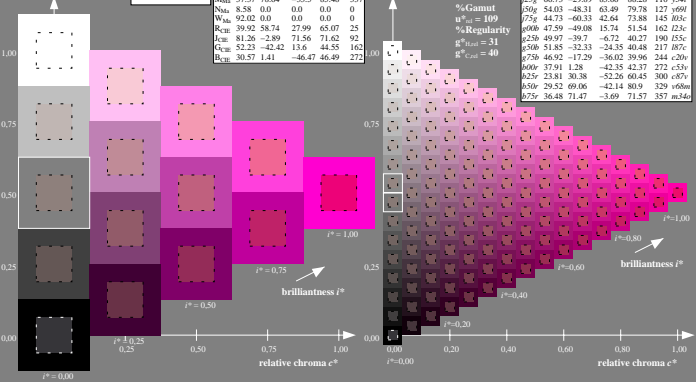 N_Ma 8.58 0.0 0.0 0.0 0
W_Ma 92.02 0.0 0.0 0.0 0
R_CIE 39.92 58.74 27.99 65.07 25
J_CIE 81.26 −2.89 71.56 71.62 92
G_CIE 52.23 −42.42 13.6 44.55 162
B_CIE 30.57 1.41 −46.47 46.49 272
1,00
0,75
0,50
0,25
0,00
i* = 1,00
i* = 0,75
i* = 0,50
i* = 0,25
i* = 0,00
brilliantness i*
0,25 0,50 0,75 1,00
relative chroma c*
%Gamut
u*rel = 109
%Regularity
g*H,rel = 31
g*C,rel = 40
j50g 54.03 −48.31 63.49 79.78 127 y69l
j75g 44.73 −60.33 42.64 73.88 145 l03c
g00b 47.59 −49.08 15.74 51.54 162 l23c
g25b 49.97 −39.7 −6.72 40.27 190 l55c
g50b 51.85 −32.33 −24.35 40.48 217 l87c
g75b 46.92 −17.29 −36.02 39.96 244 c20v
b00r 37.91 1.28 −42.35 42.37 272 c53v
b25r 23.81 30.38 −52.26 60.45 300 c87v
b50r 29.52 69.06 −42.14 80.9 329 v68m
b75r 36.48 71.47 −3.69 71.57 357 m34o
1,00
0,75
0,50
0,25
0,00
i*=1,00
i*=0,80
i*=0,60
i*=0,40
i*=0,20
i*=0,00
brilliantness i*
0,00 0,20 0,40 0,60 0,80 1,00
relative chroma c*